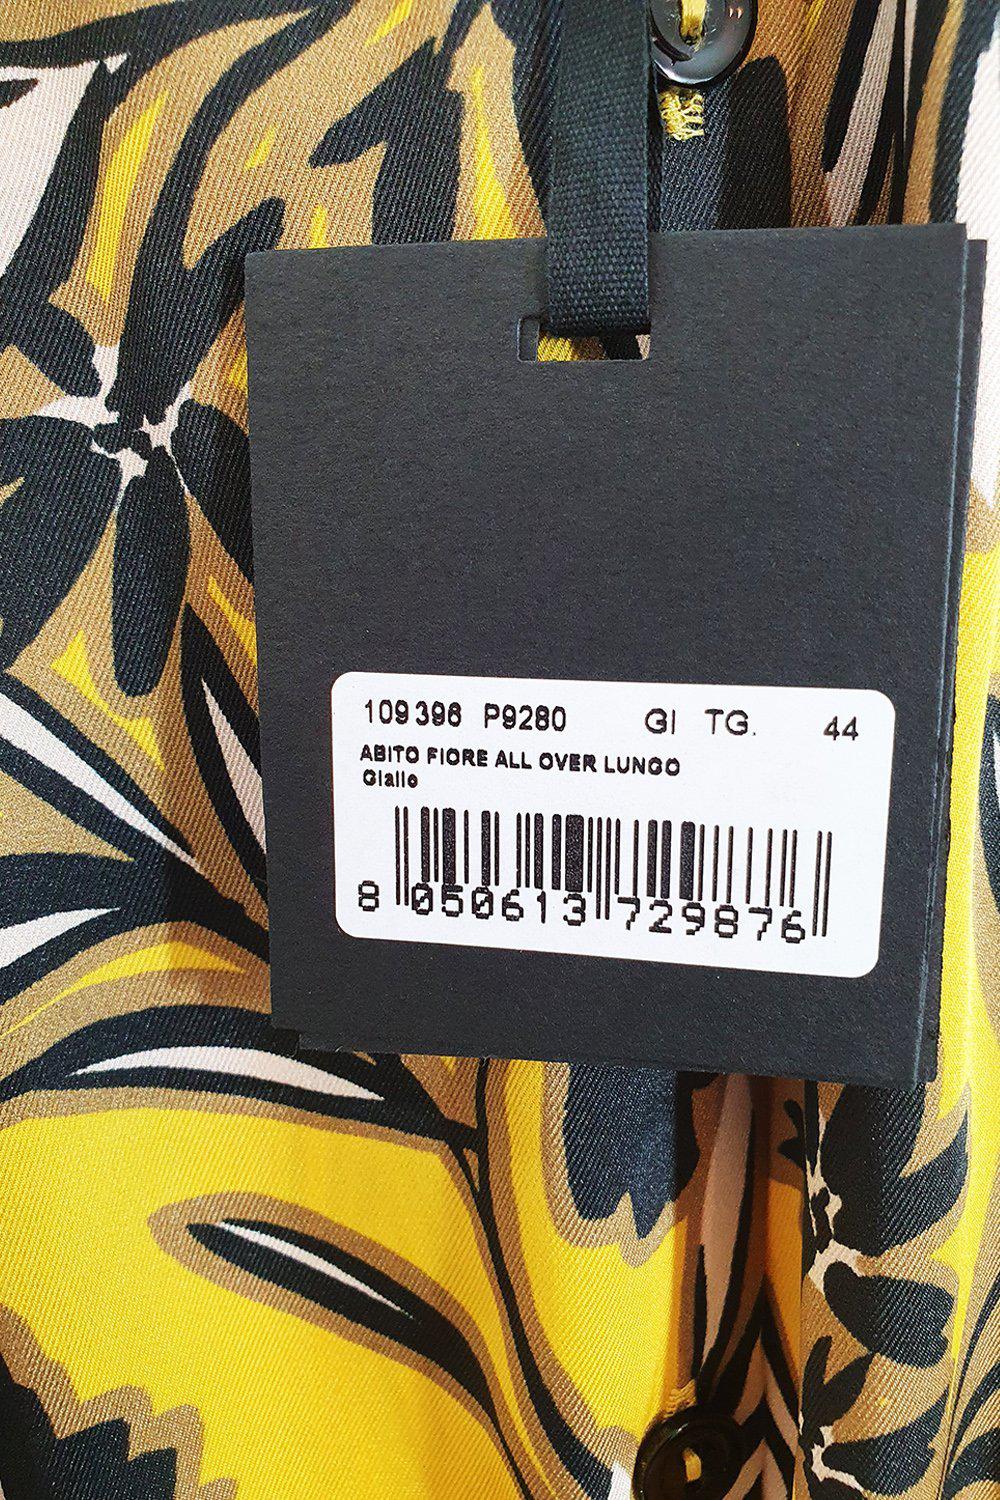 109396 P9280 GI TG. 44
ABITO FIORE ALL OVER LUNGO
Giallo
8 050613 729876